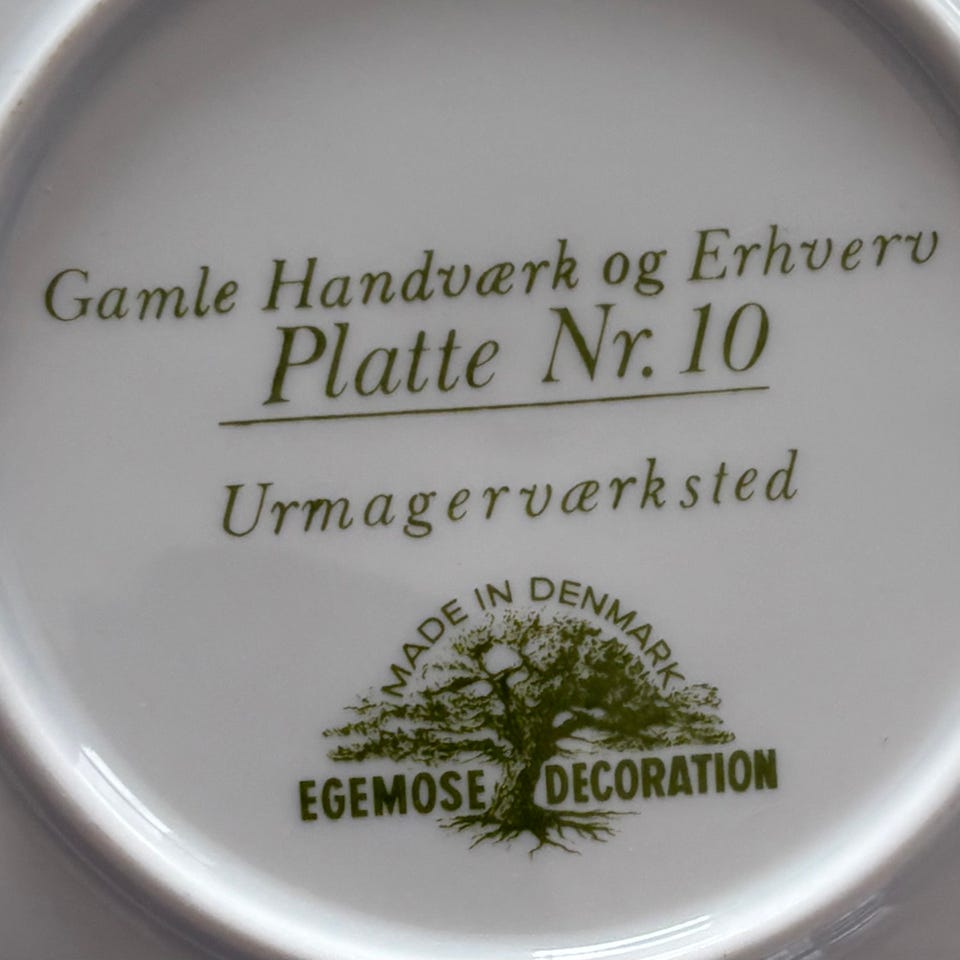 Gamle Handværk og Erhverv
Platte Nr. 10
Urmagerværksted
MADE IN DENMARK
EGEMOSE DECORATION